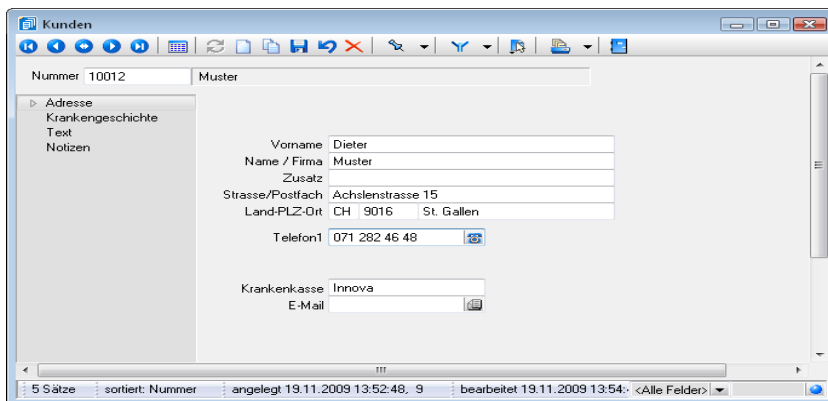 Kunden
Nummer 10012 Muster
Adresse
Krankengeschichte
Text
Notizen
Vorname Dieter
Name / Firma Muster
Zusatz
Strasse/Postfach Achslenstrasse 15
Land-PLZ-Ort CH 9016 St. Gallen
Telefon1 071 282 46 48
Krankenkasse Innova
E-Mail
5 Sätze sortiert: Nummer angelegt 19.11.2009 13:52:48, 9 bearbeitet 19.11.2009 13:54: <Alle Felder>